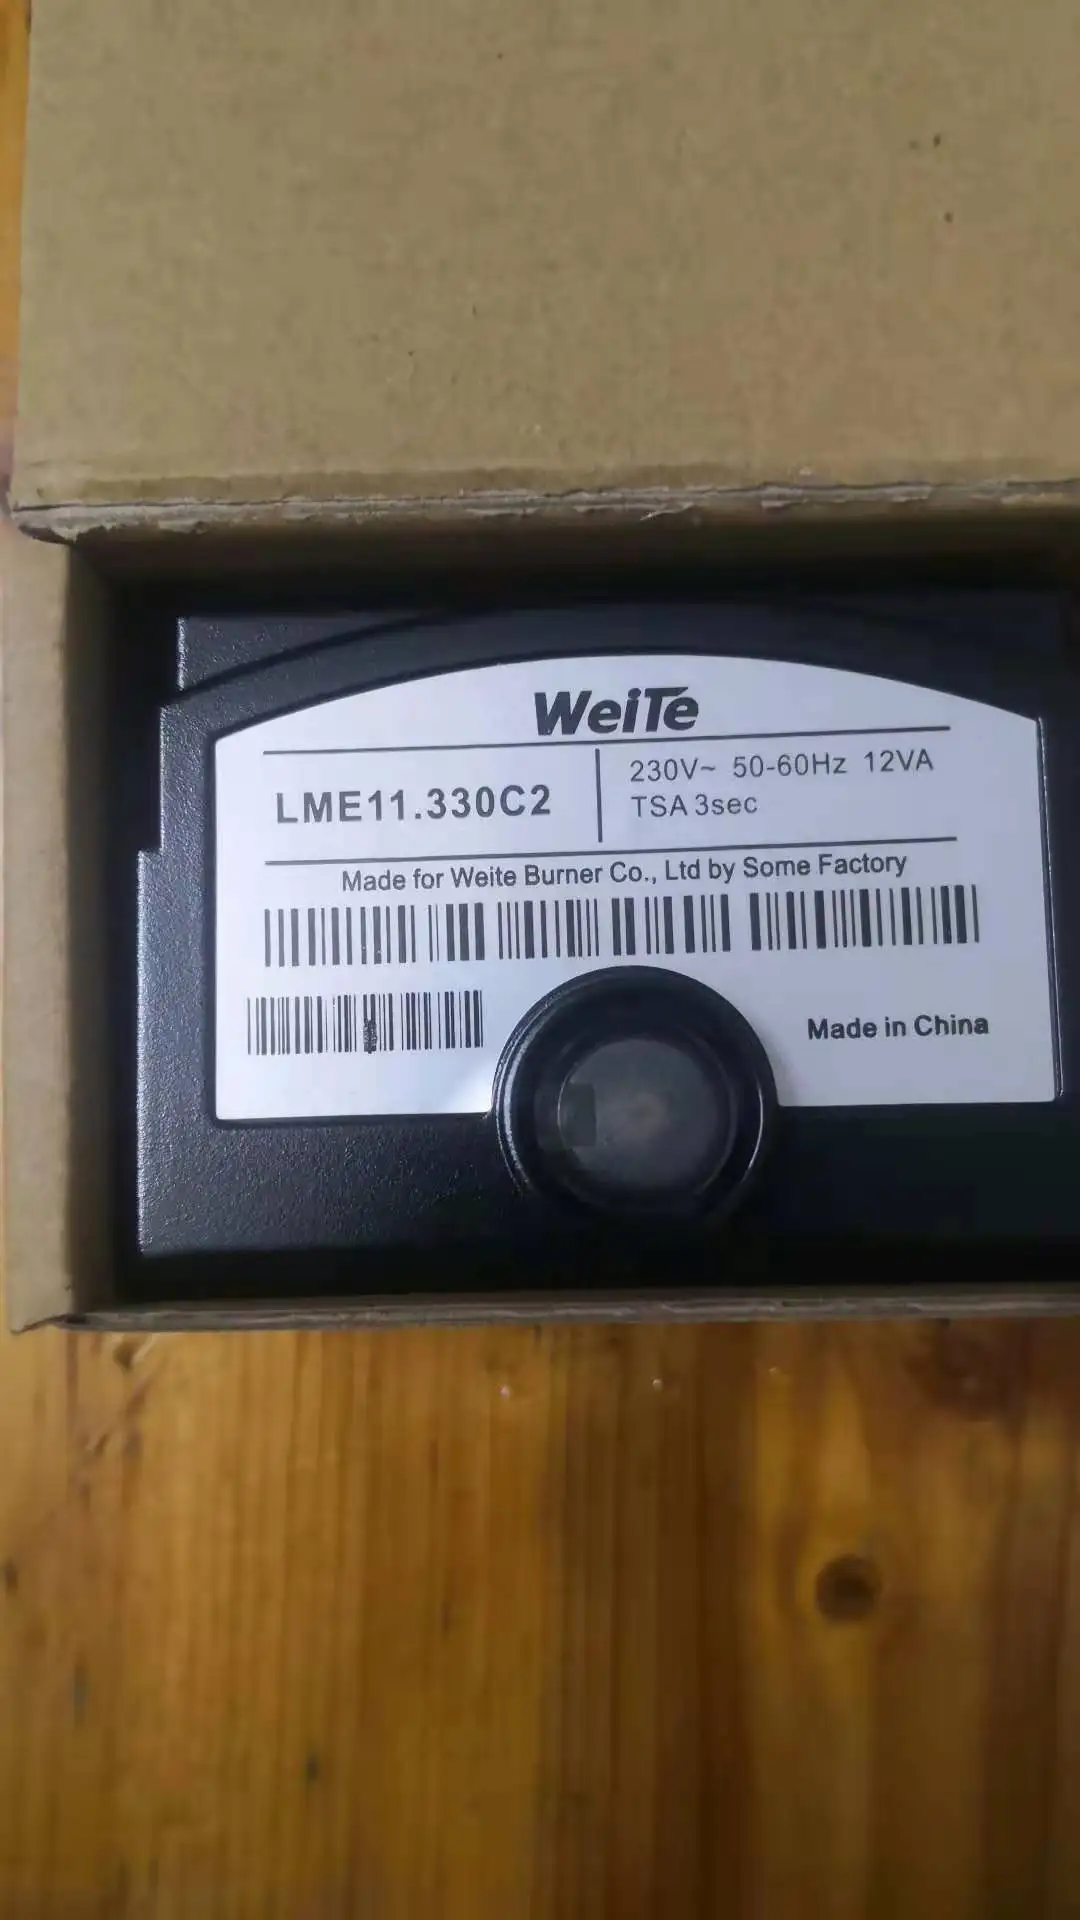 WeiTe
LME11.330C2
230V~ 50-60Hz 12VA
TSA 3sec
Made for Weite Burner Co., Ltd by Some Factory
Made in China